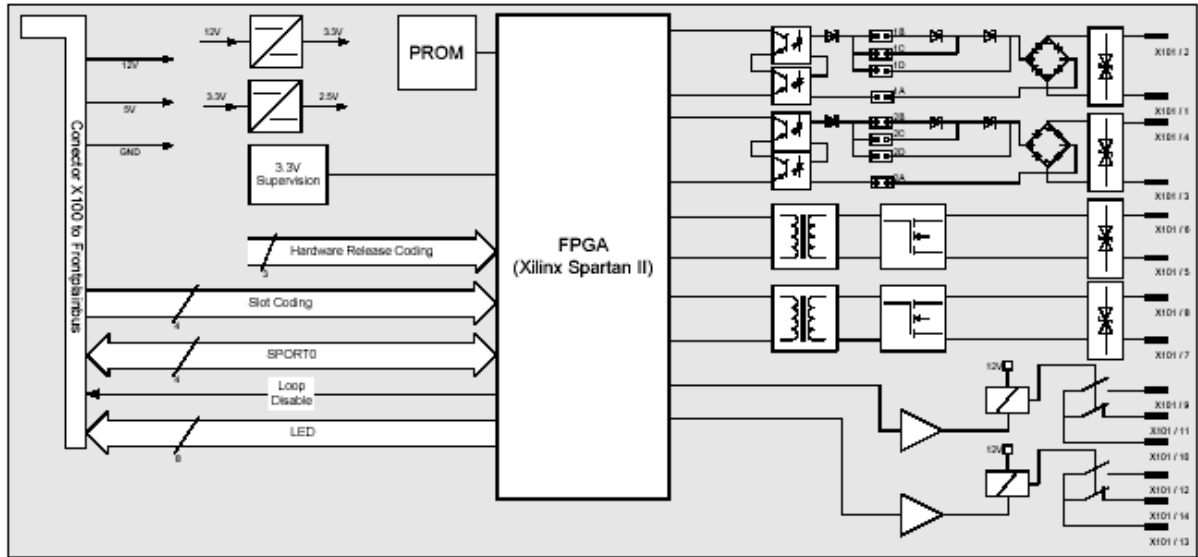 12V
3.3V
PROM
1B
1C
1D
1A
X101 / 2
X101 / 1
12V
5V
GND
3.3V
2.5V
2B
2C
2D
2A
X101 / 4
X101 / 3
Conector X100 to Frontplainbus
3.3V
Supervision
FPGA
(Xilinx Spartan II)
X101 / 6
X101 / 5
Hardware Release Coding
3
Slot Coding
4
X101 / 8
X101 / 7
SPORT0
4
Loop
Disable
LED
8
12V
X101 / 9
X101 / 11
X101 / 10
12V
X101 / 12
X101 / 14
X101 / 13